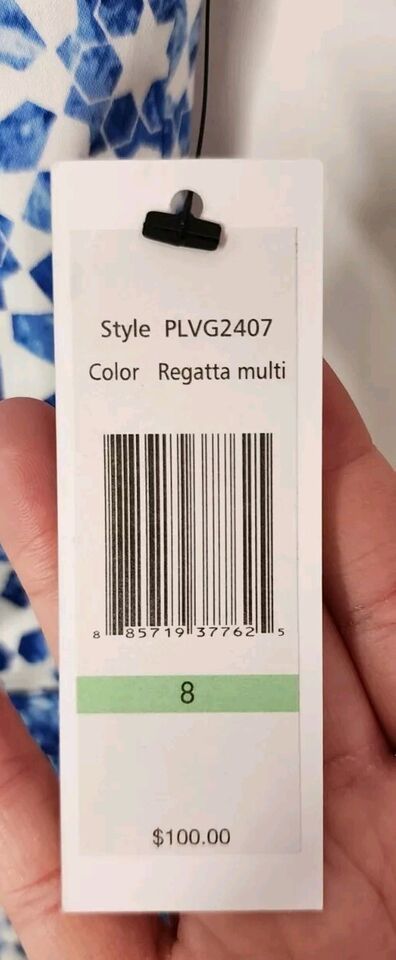 Style PLVG2407
Color Regatta multi
8 85719 37762 5
8
$100.00